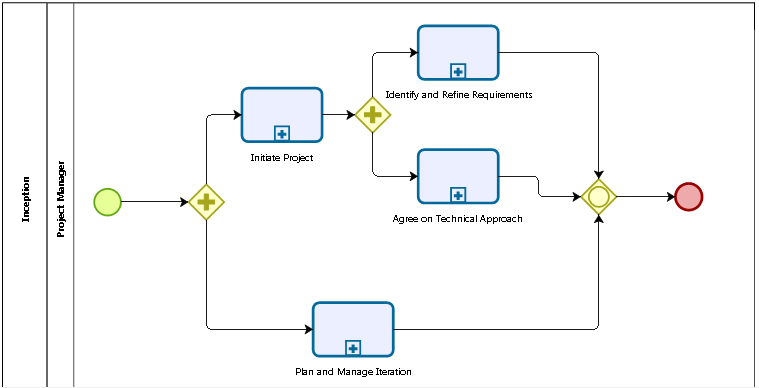 Inception
Project Manager
Identify and Refine Requirements
Initiate Project
Agree on Technical Approach
Plan and Manage Iteration